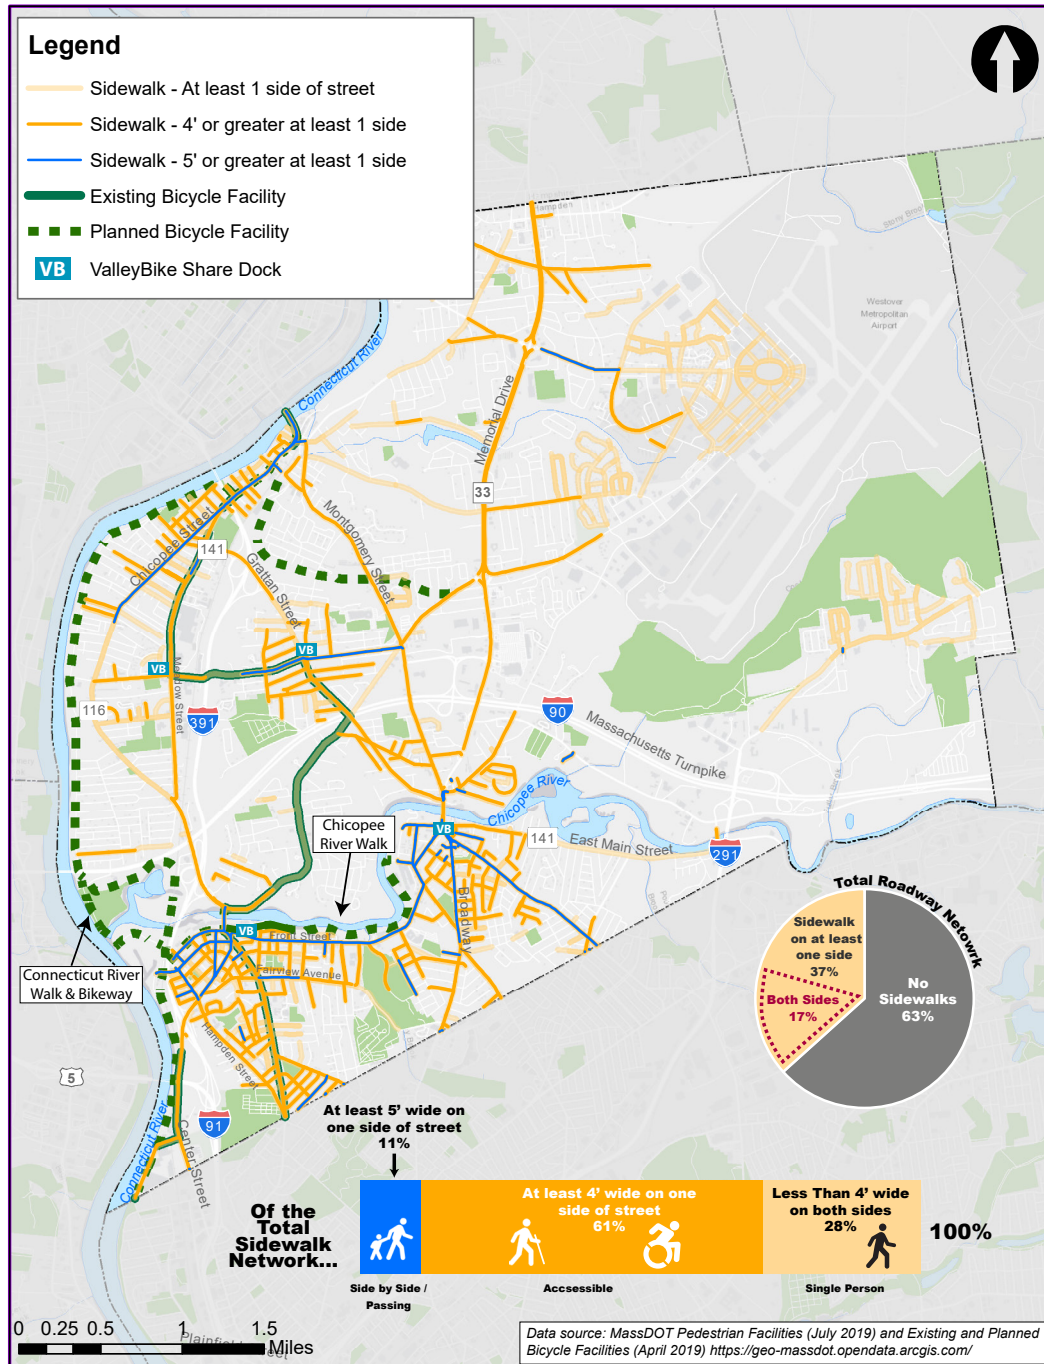 Legend
Sidewalk - At least 1 side of street
Sidewalk - 4' or greater at least 1 side
Sidewalk - 5' or greater at least 1 side
Existing Bicycle Facility
Planned Bicycle Facility
VB ValleyBike Share Dock
Hampden
Stony Brook
Westover
Metropolitan
Airport
Connecticut River
Memorial Drive
33
Montgomery Street
Chicopee Street
141
Grattan Street
VB
VB
Meadow Street
116
391
90
Massachusetts Turnpike
Chicopee River
Chicopee
River Walk
VB
141
East Main Street
291
Broadway
VB
Front Street
Fairview Avenue
Connecticut River
Walk & Bikeway
Hampden Street
5
91
Center Street
Connecticut River
Total Roadway Netowrk
Sidewalk
on at least
one side
37%
Both Sides
17%
No
Sidewalks
63%
At least 5' wide on
one side of street
11%
Of the
Total
Sidewalk
Network...
At least 4' wide on one
side of street
61%
Less Than 4' wide
on both sides
28%
100%
Side by Side /
Passing
Accsessible
Single Person
0 0.25 0.5 1 1.5
Miles
Plainfield Street
Data source: MassDOT Pedestrian Facilities (July 2019) and Existing and Planned
Bicycle Facilities (April 2019) https://geo-massdot.opendata.arcgis.com/